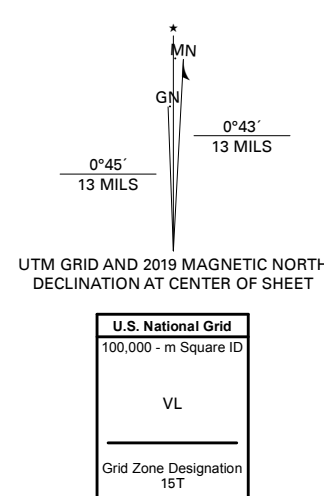 ★
MN
GN
0°43´
13 MILS
0°45´
13 MILS
UTM GRID AND 2019 MAGNETIC NORTH
DECLINATION AT CENTER OF SHEET
U.S. National Grid
100,000 - m Square ID
VL
Grid Zone Designation
15T